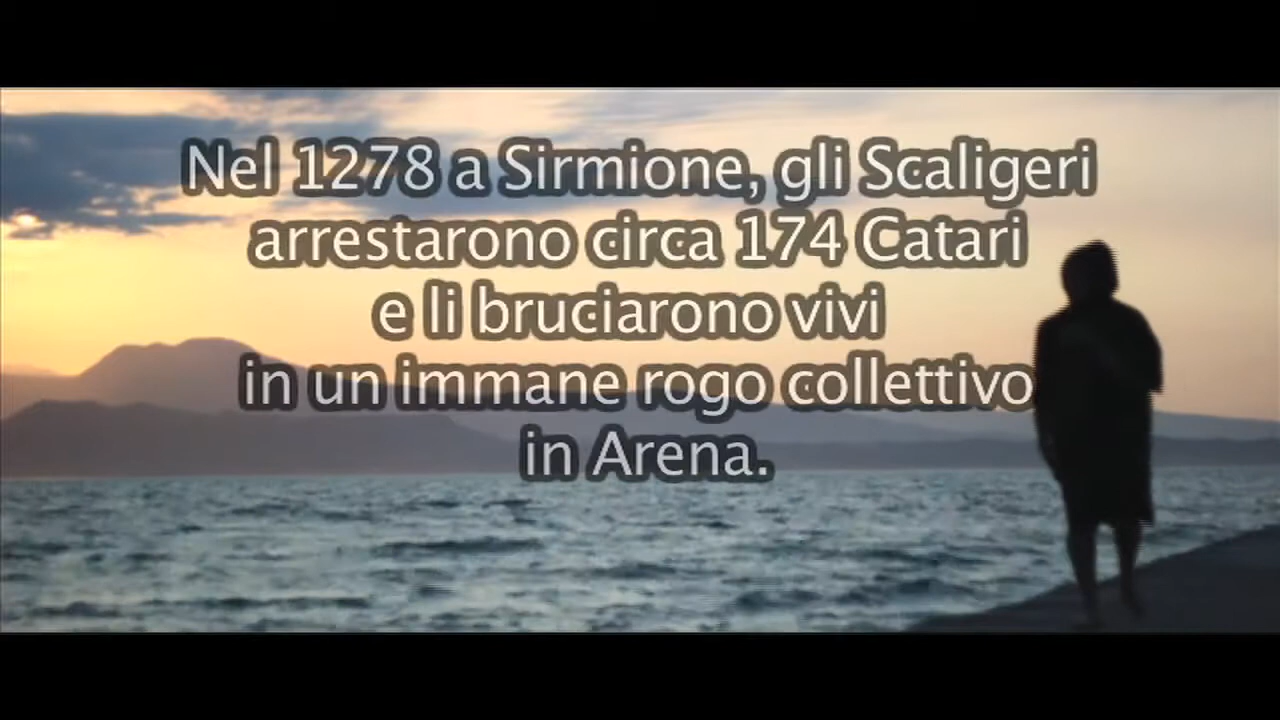 Nel 1278 a Sirmione, gli Scaligeri
arrestarono circa 174 Catari
e li bruciarono vivi
in un immane rogo collettivo
in Arena.